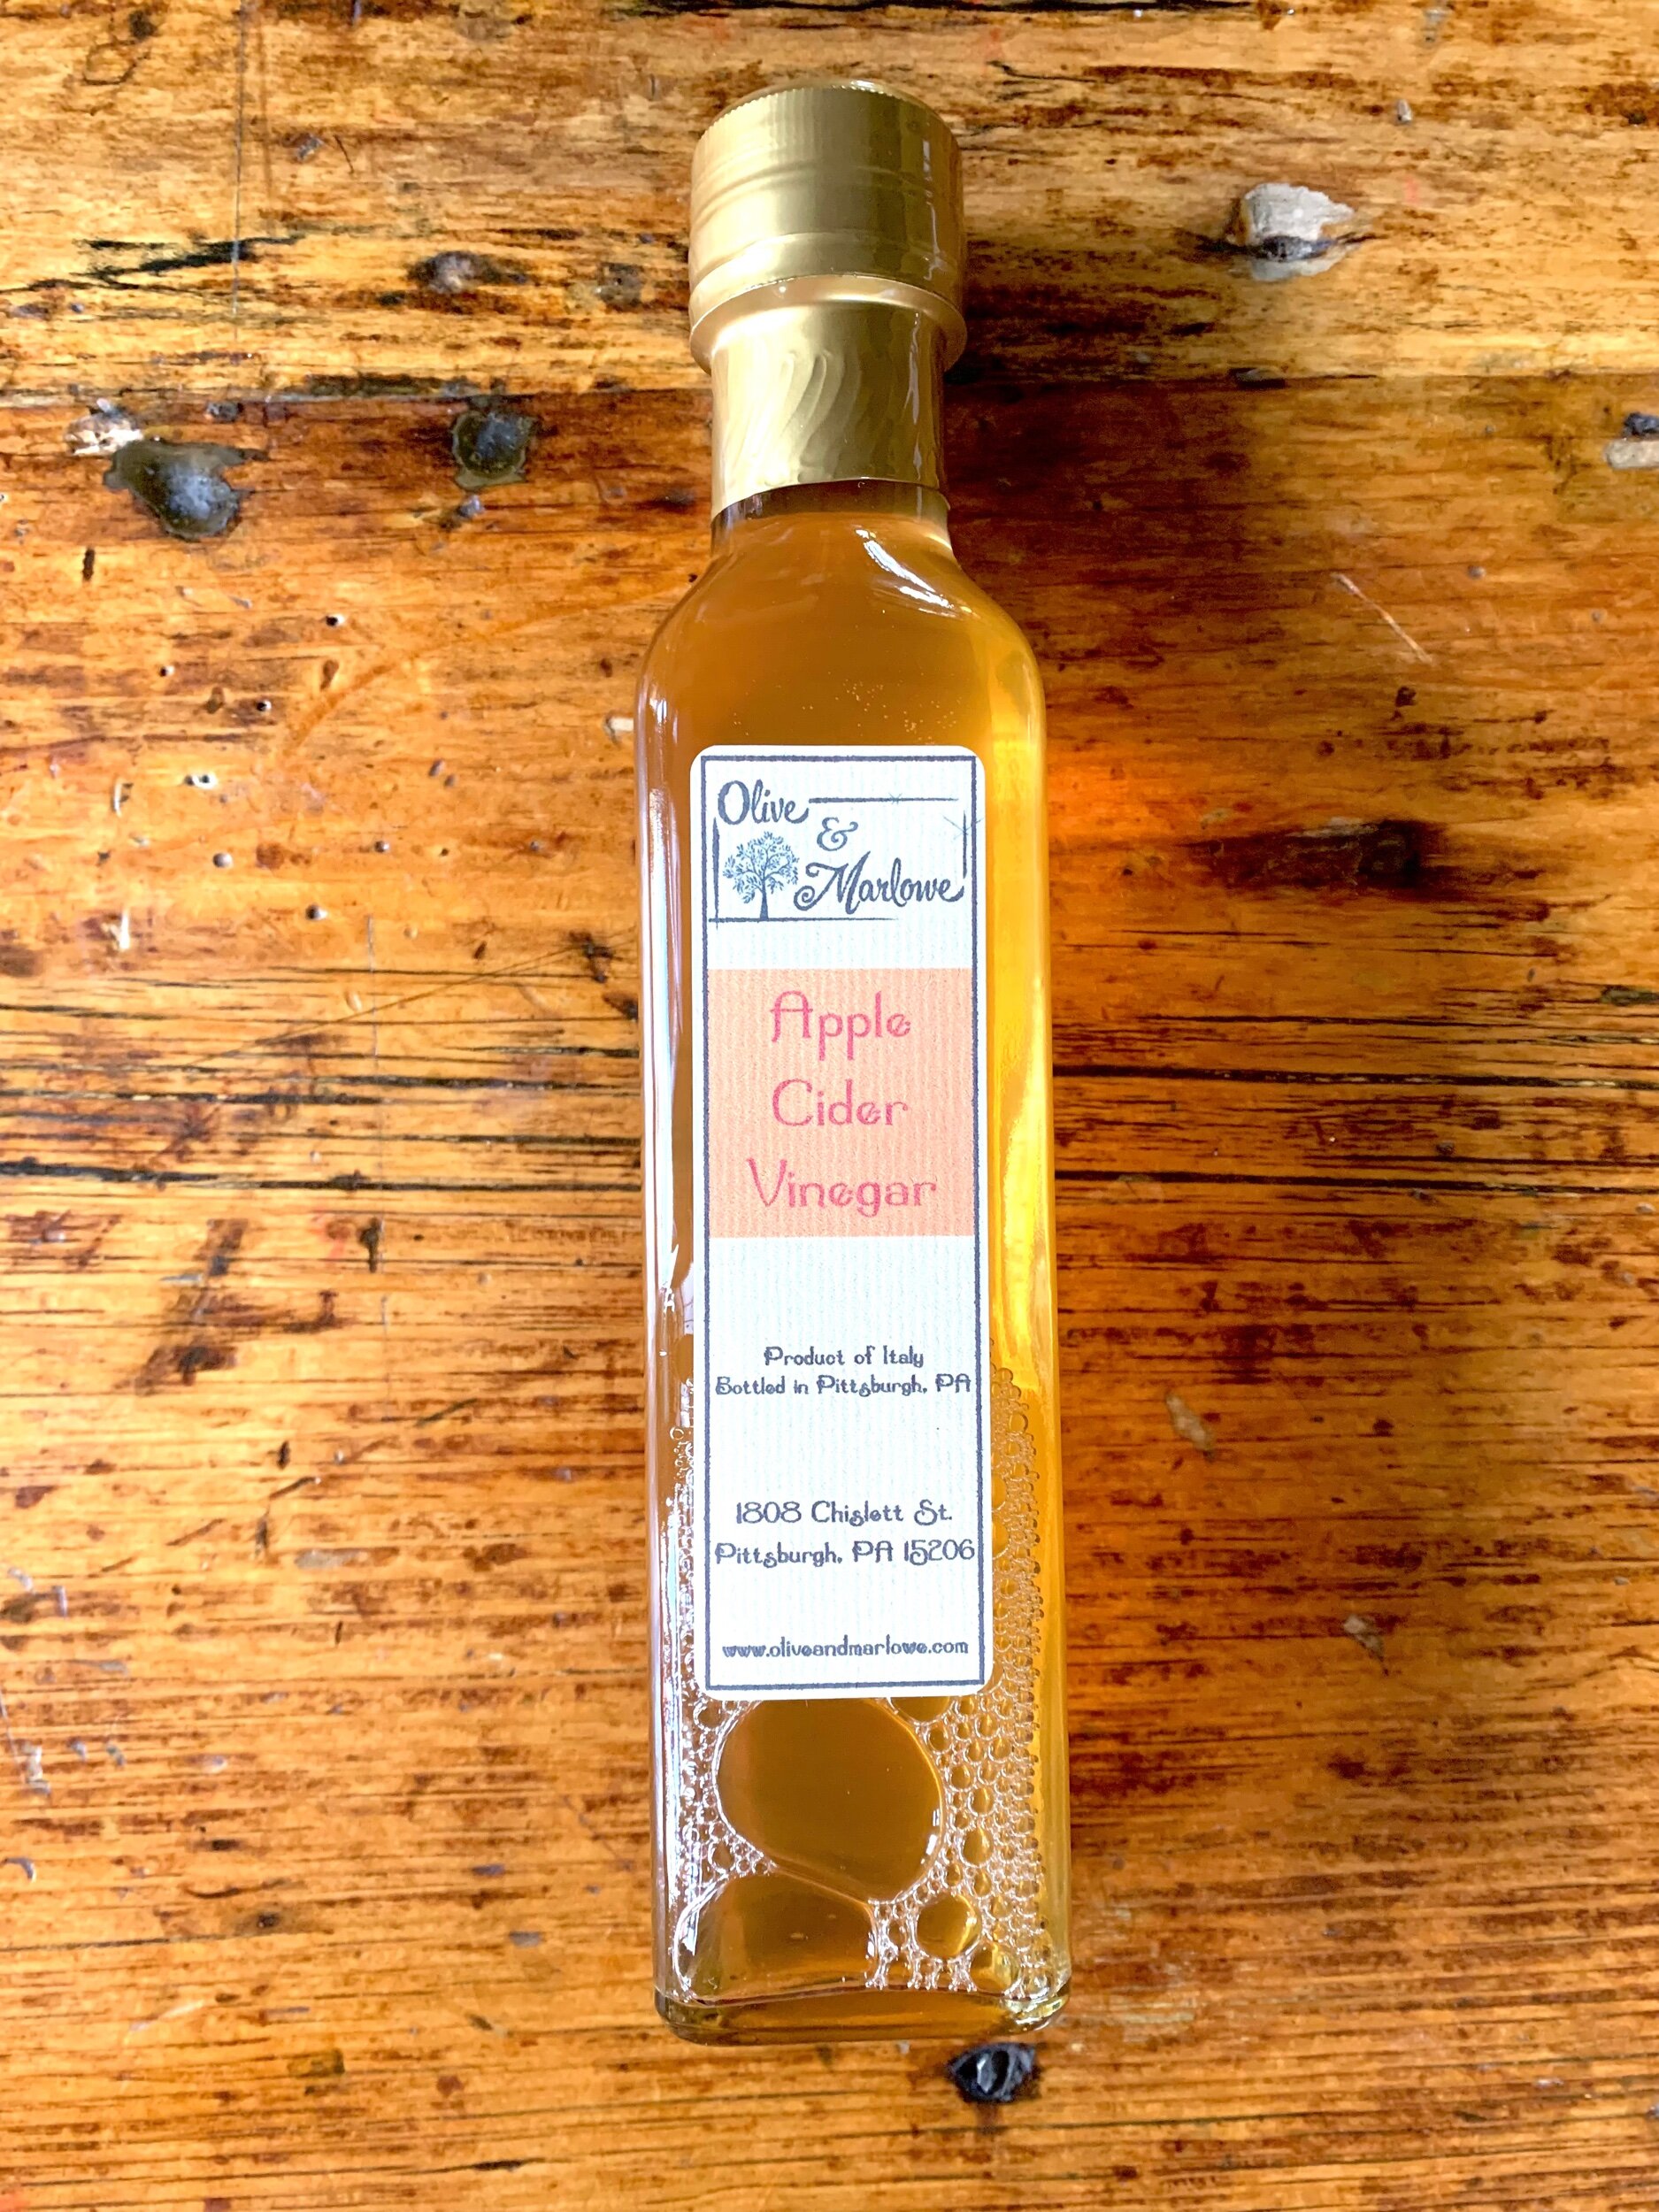 Olive
&
Marlowe
Apple
Cider
Vinegar
Product of Italy
Bottled in Pittsburgh, PA
1808 Chislett St.
Pittsburgh, PA 15206
www.oliveandmarlowe.com